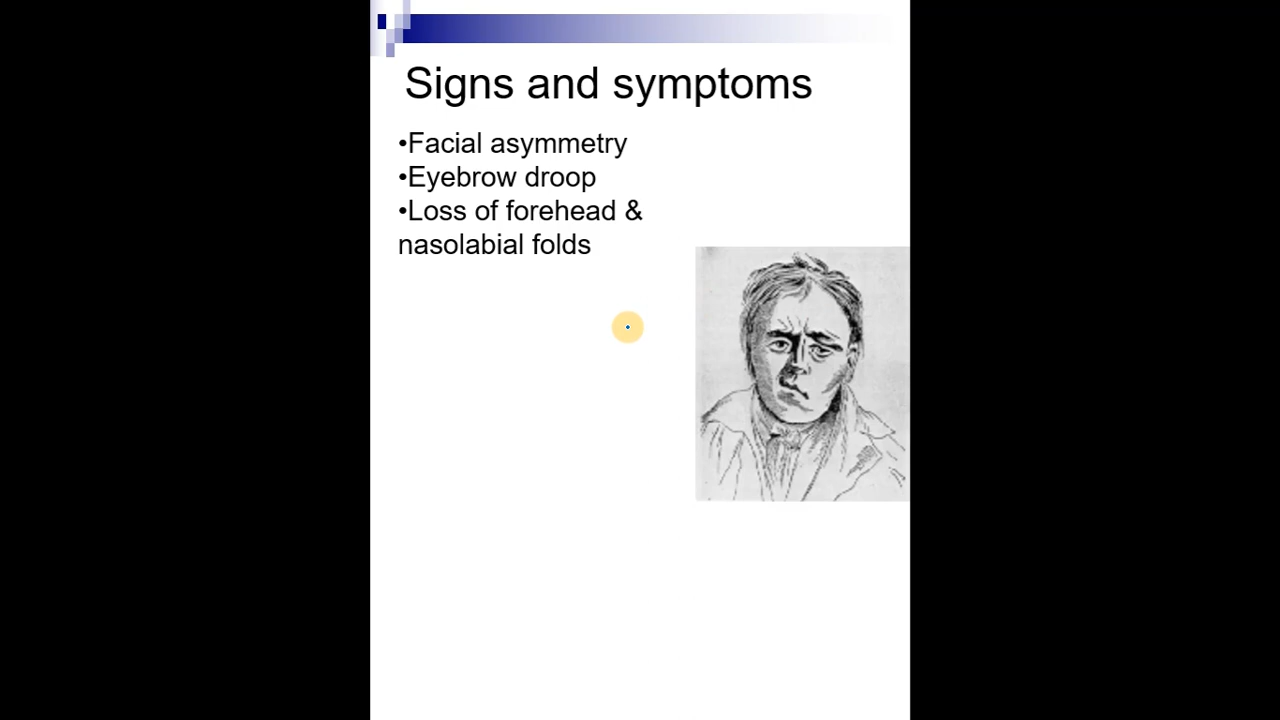 Signs and symptoms
•Facial asymmetry
•Eyebrow droop
•Loss of forehead &
nasolabial folds